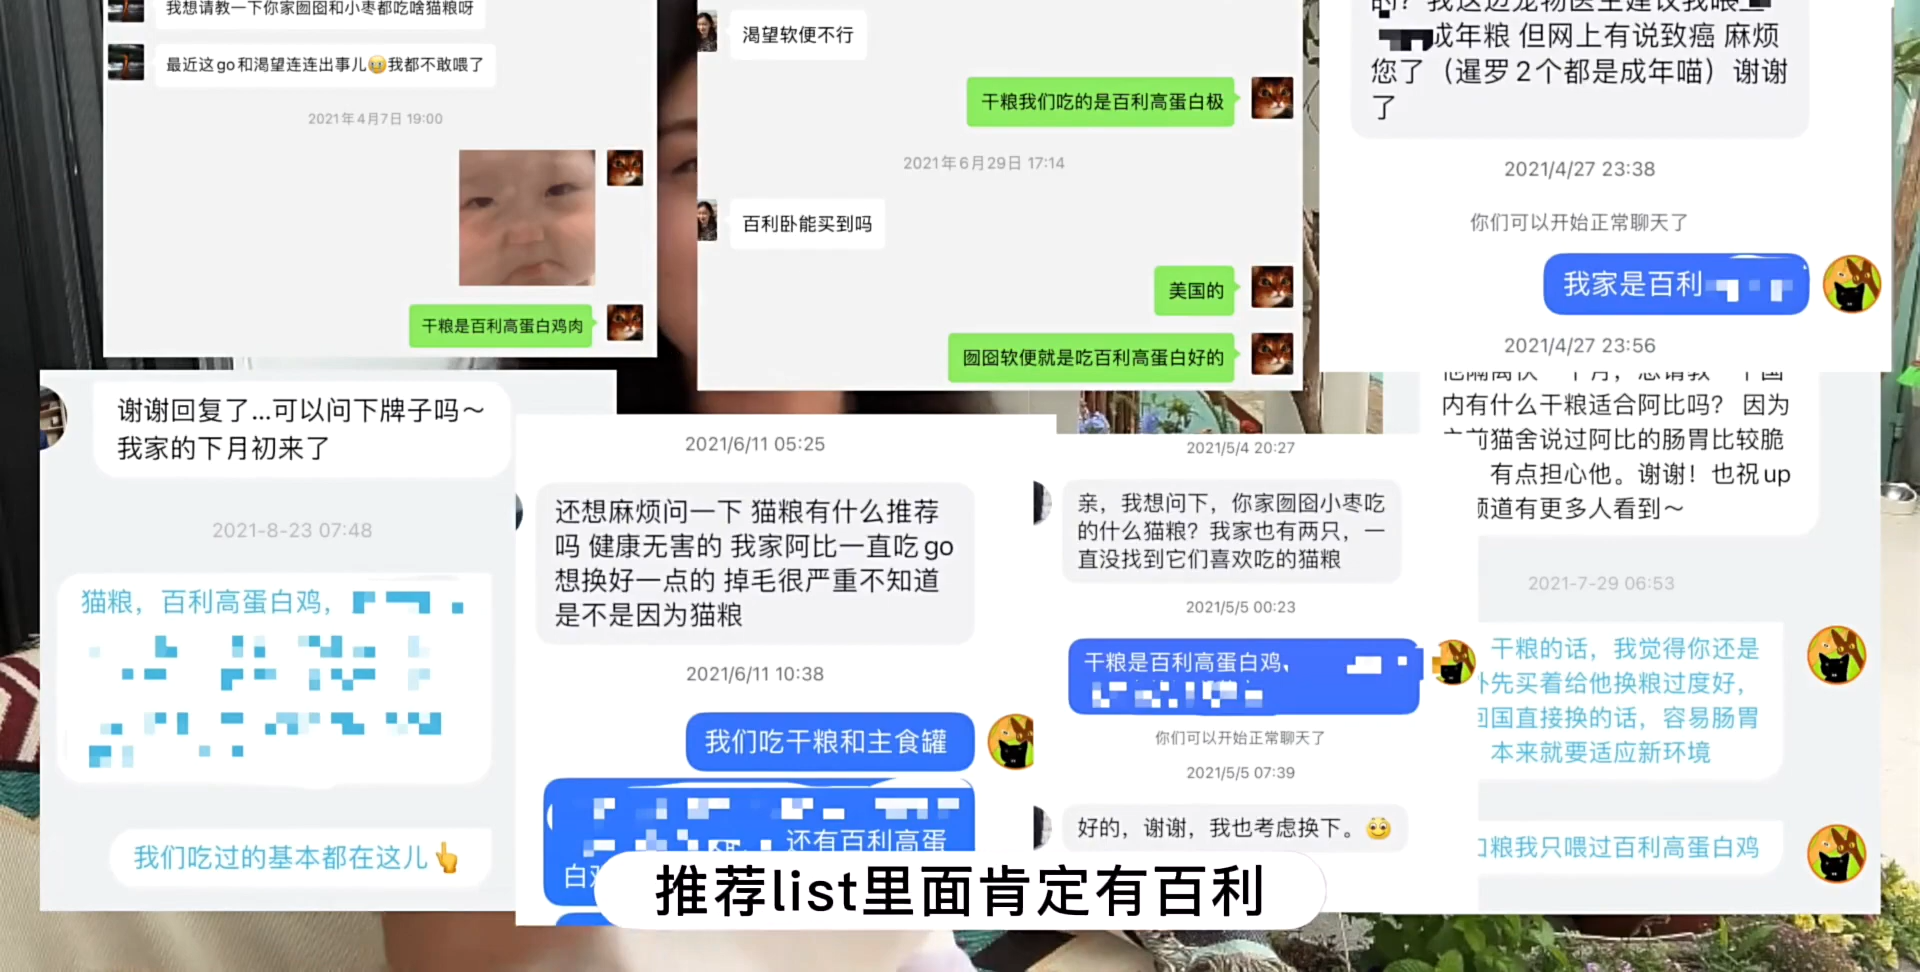 我想请教一下你家囫囵和小枣都吃啥猫粮呀
最近这go和渴望连连出事儿😭我都不敢喂了
2021年4月7日 19:00
干粮是百利高蛋白鸡肉
渴望软便不行
干粮我们吃的是百利高蛋白极
2021年6月29日 17:14
百利卧能买到吗
美国的
囫囵软便就是吃百利高蛋白好的
成年粮 但网上有说致癌 麻烦
您了（暹罗2个都是成年喵）谢谢
了
2021/4/27 23:38
你们可以开始正常聊天了
我家是百利
2021/4/27 23:56
谢谢回复了...可以问下牌子吗～
我家的下月初来了
2021-8-23 07:48
猫粮，百利高蛋白鸡，
我们吃过的基本都在这儿👆
2021/6/11 05:25
还想麻烦问一下 猫粮有什么推荐
吗 健康无害的 我家阿比一直吃go
想换好一点的 掉毛很严重不知道
是不是因为猫粮
2021/6/11 10:38
我们吃干粮和主食罐
还有百利高蛋
白
2021/5/4 20:27
亲，我想问下，你家囫囵小枣吃
的什么猫粮？我家也有两只，一
直没找到它们喜欢吃的猫粮
2021/5/5 00:23
干粮是百利高蛋白鸡、
你们可以开始正常聊天了
2021/5/5 07:39
好的，谢谢，我也考虑换下。
内有什么干粮适合阿比吗？ 因为
前猫舍说过阿比的肠胃比较脆
有点担心他。谢谢！也祝up
频道有更多人看到～
2021-7-29 06:53
干粮的话，我觉得你还是
先买着给他换粮过度好，
回国直接换的话，容易肠胃
本来就要适应新环境
粮我只喂过百利高蛋白鸡
推荐list里面肯定有百利